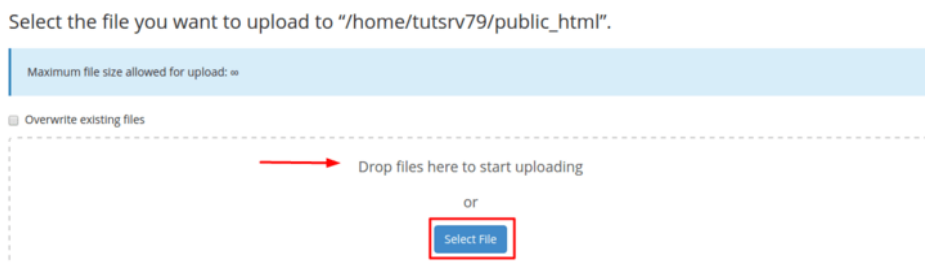 Select the file you want to upload to “/home/tutsrv79/public_html”.
Maximum file size allowed for upload: ∞
Overwrite existing files
Drop files here to start uploading
or
Select File